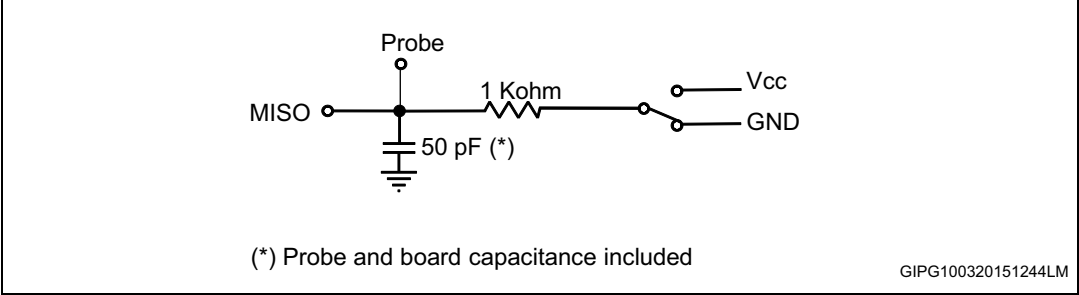 Probe
1 Kohm
Vcc
MISO
GND
50 pF (*)
(*) Probe and board capacitance included
GIPG100320151244LM